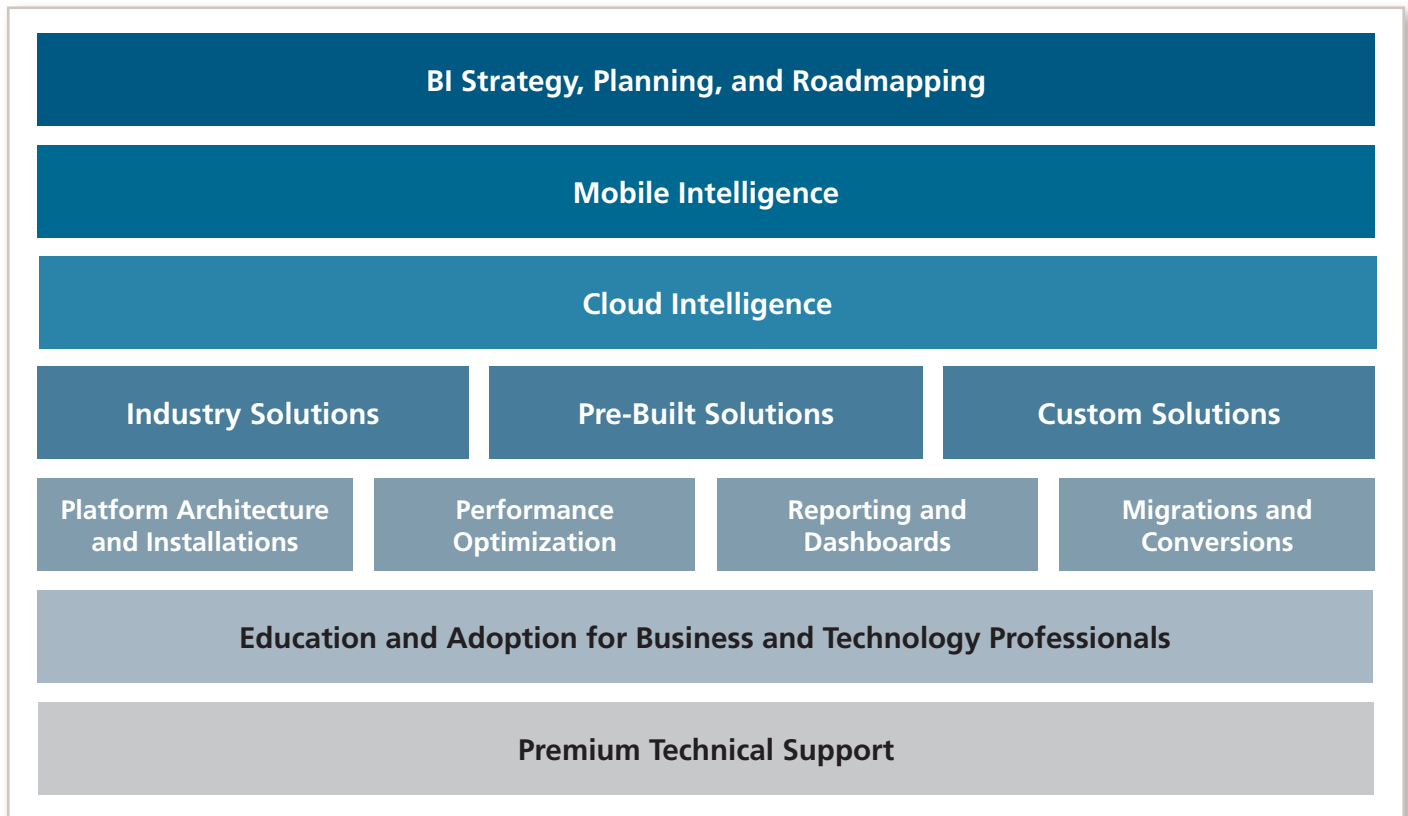 BI Strategy, Planning, and Roadmapping
Mobile Intelligence
Cloud Intelligence
Industry Solutions
Pre-Built Solutions
Custom Solutions
Platform Architecture
and Installations
Performance
Optimization
Reporting and
Dashboards
Migrations and
Conversions
Education and Adoption for Business and Technology Professionals
Premium Technical Support